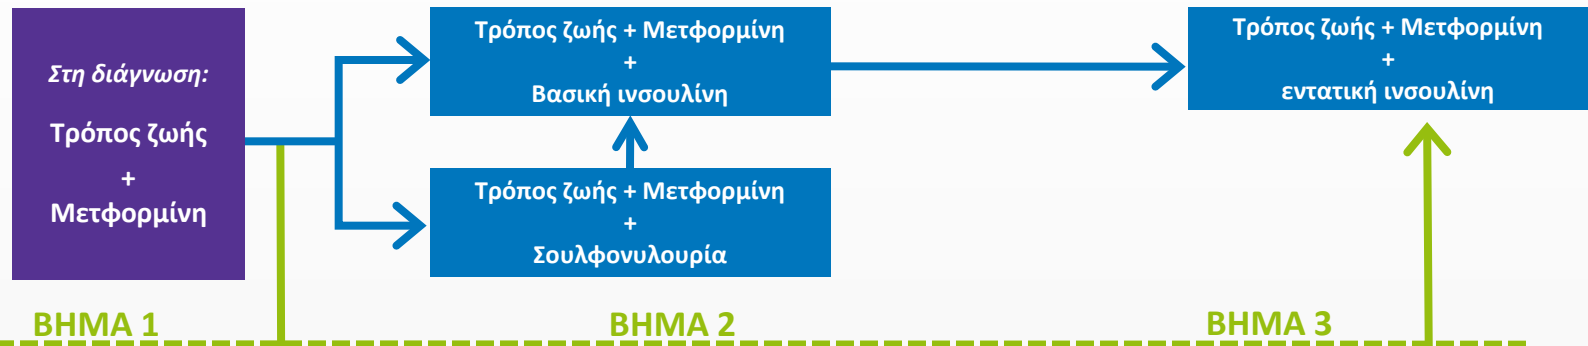 Στη διάγνωση:
Τρόπος ζωής
+
Μετφορμίνη
Τρόπος ζωής + Μετφορμίνη
+
Βασική ινσουλίνη
Τρόπος ζωής + Μετφορμίνη
+
Σουλφονυλουρία
Τρόπος ζωής + Μετφορμίνη
+
εντατική ινσουλίνη
ΒΗΜΑ 1
ΒΗΜΑ 2
ΒΗΜΑ 3